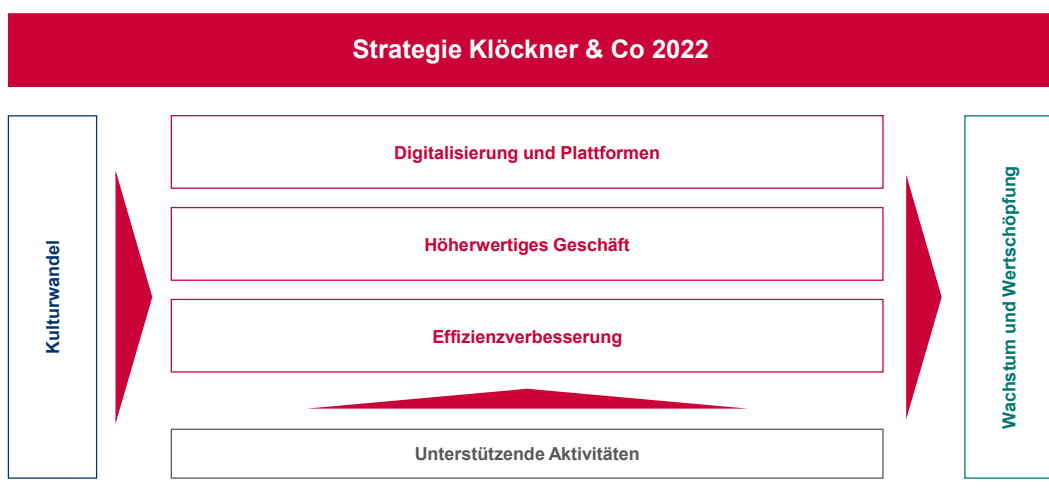 Strategie Klöckner & Co 2022
Kulturwandel
Digitalisierung und Plattformen
Höherwertiges Geschäft
Effizienzverbesserung
Unterstützende Aktivitäten
Wachstum und Wertschöpfung